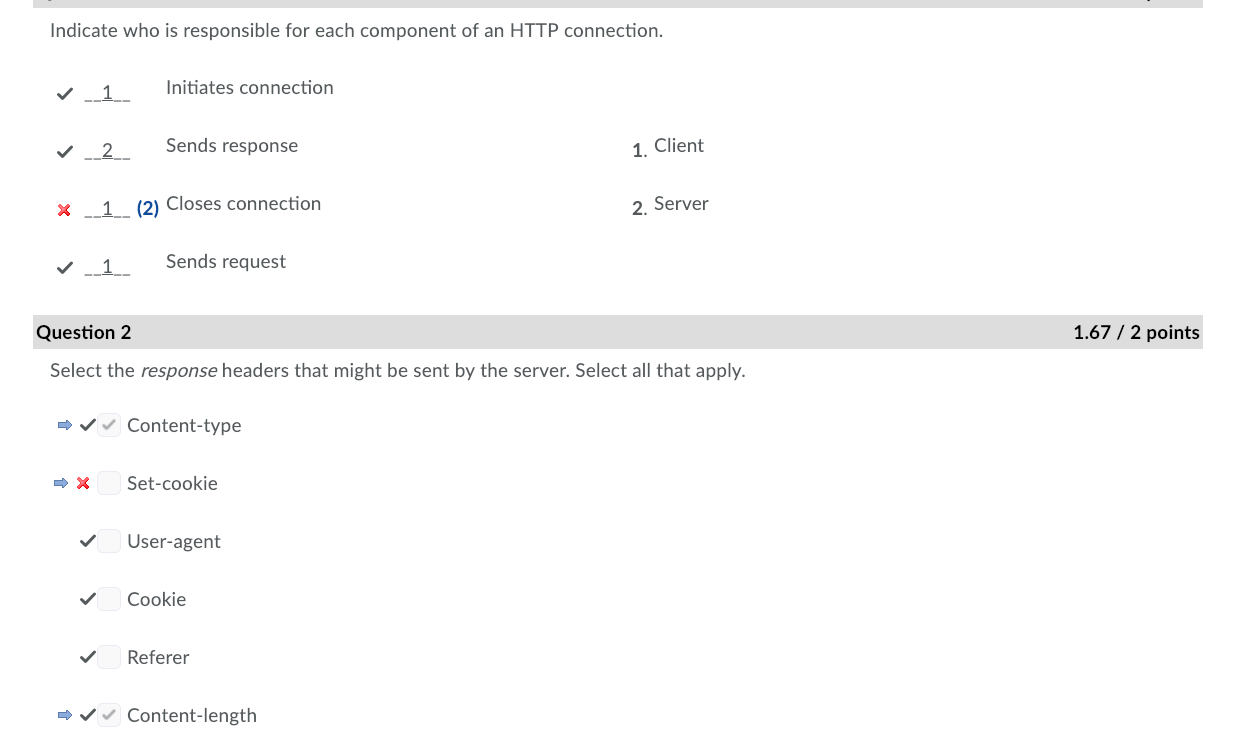 Indicate who is responsible for each component of an HTTP connection.
__1__ Initiates connection
__2__ Sends response
1. Client
__1__ (2) Closes connection
2. Server
__1__ Sends request
Question 2 1.67 / 2 points
Select the response headers that might be sent by the server. Select all that apply.
Content-type
Set-cookie
User-agent
Cookie
Referer
Content-length